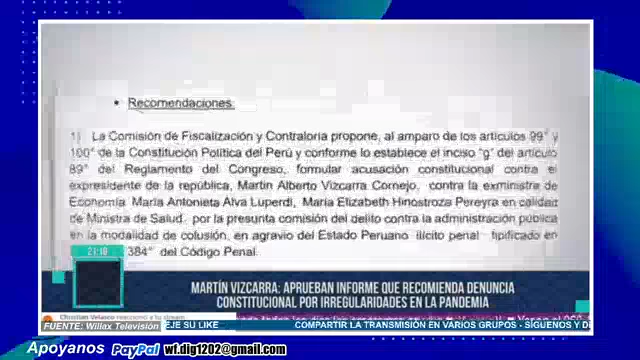 • Recomendaciones:
1) La Comisión de Fiscalización y Contraloría propone, al amparo de los artículos 99° y
100° de la Constitución Política del Perú y conforme lo establece el inciso "g" del artículo
89° del Reglamento del Congreso, formular acusación constitucional contra el
expresidente de la república, Martín Alberto Vizcarra Cornejo, contra la exministra de
Economía María Antonieta Alva Luperdi, María Elizabeth Hinostroza Pereyra en calidad
de Ministra de Salud por la presunta comisión del delito contra la administración pública
en la modalidad de colusión, en agravio del Estado Peruano ilícito penal tipificado en
384° del Código Penal.
21:10
MARTÍN VIZCARRA: APRUEBAN INFORME QUE RECOMIENDA DENUNCIA
CONSTITUCIONAL POR IRREGULARIDADES EN LA PANDEMIA
Christian Velasco reaccionó a tu stream
FUENTE: Willax Televisión
EJE SU LIKE
COMPARTIR LA TRANSMISIÓN EN VARIOS GRUPOS - SÍGUENOS Y D
Apoyanos PayPal wl.dig1202@gmail.com